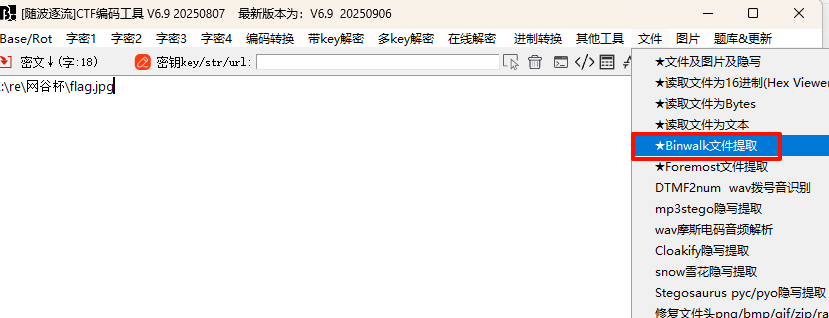 [随波逐流]CTF编码工具 V6.9 20250807 最新版本为：V6.9 20250906
Base/Rot 字密1 字密2 字密3 字密4 编码转换 带key解密 多key解密 在线解密 进制转换 其他工具 文件 图片 题库&更新
密文↓(字:18) 密钥key/str/url:
:\re\网谷杯\flag.jpg
★文件及图片及隐写
★读取文件为16进制(Hex Viewer
★读取文件为Bytes
★读取文件为文本
★Binwalk文件提取
★Foremost文件提取
DTMF2num wav拨号音识别
mp3stego隐写提取
wav摩斯电码音频解析
Cloakify隐写提取
snow雪花隐写提取
Stegosaurus pyc/pyo隐写提取
修复文件头png/bmp/gif/zip/ra